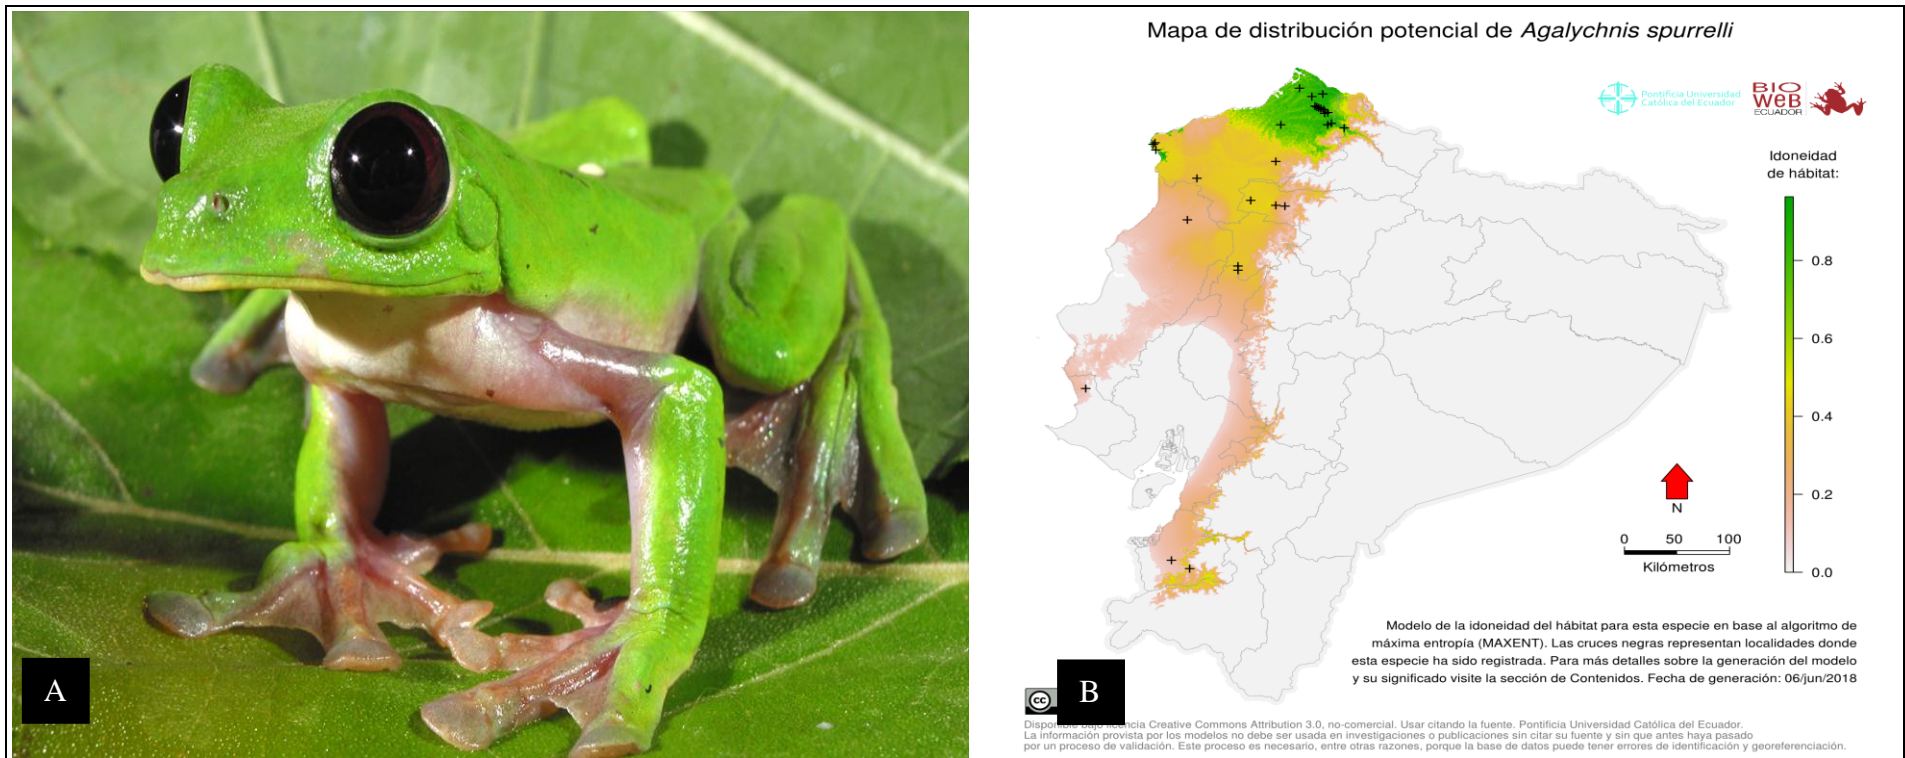 Mapa de distribución potencial de Agalychnis spurrelli
Pontificia Universidad
Católica del Ecuador
BIO
WEB
ECUADOR
Idoneidad
de hábitat:
0.8
0.6
0.4
0.2
0.0
N
0 50 100
Kilómetros
Modelo de la idoneidad del hábitat para esta especie en base al algoritmo de
máxima entropía (MAXENT). Las cruces negras representan localidades donde
esta especie ha sido registrada. Para más detalles sobre la generación del modelo
y su significado visite la sección de Contenidos. Fecha de generación: 06/jun/2018
A
B
cc
licencia Creative Commons Attribution 3.0, no-comercial. Usar citando la fuente. Pontificia Universidad Católica del Ecuador.
La información provista por los modelos no debe ser usada en investigaciones o publicaciones sin citar su fuente y sin que antes haya pasado
por un proceso de validación. Este proceso es necesario, entre otras razones, porque la base de datos puede tener errores de identificación y georeferenciación.